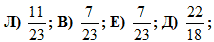 Л) 11/23; В) 7/23; Е) 7/23; Д) 22/18;